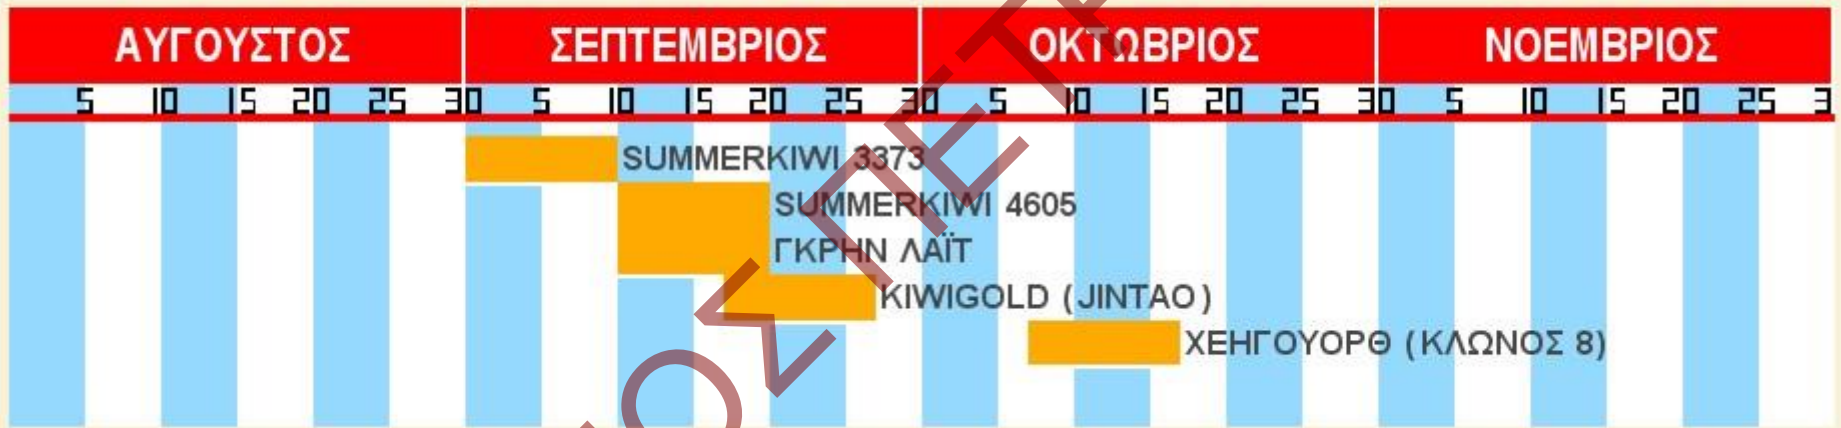 ΑΥΓΟΥΣΤΟΣ ΣΕΠΤΕΜΒΡΙΟΣ ΟΚΤΩΒΡΙΟΣ ΝΟΕΜΒΡΙΟΣ
5 10 15 20 25 30 5 10 15 20 25 30 5 10 15 20 25 30 5 10 15 20 25 3
SUMMERKIWI 3373
SUMMERKIWI 4605
ΓΚΡΗΝ ΛΑΪΤ
KIWIGOLD (JINTAO)
ΧΕΗΓΟΥΟΡΘ (ΚΛΩΝΟΣ 8)